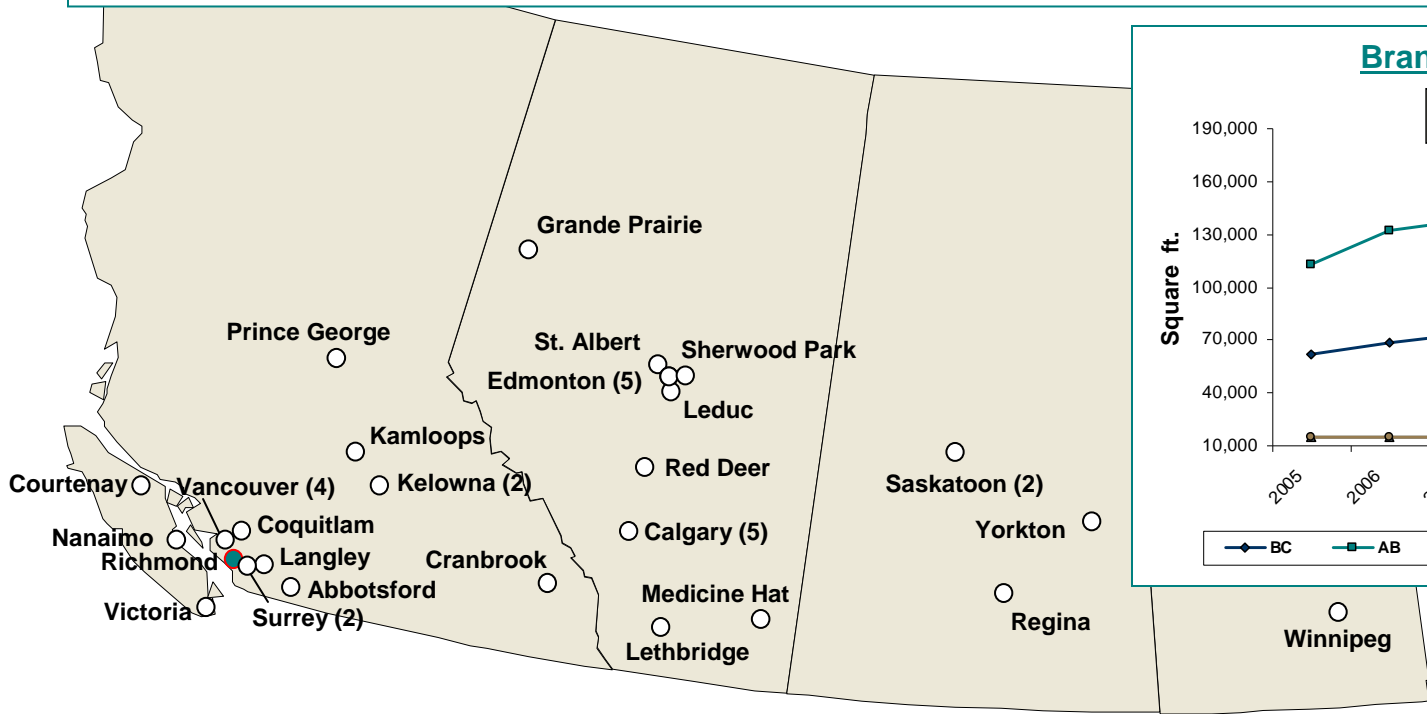 Bran
190,000
160,000
130,000
100,000
70,000
40,000
10,000
Square ft.
2005
2006
BC
AB
Grande Prairie
Prince George
St. Albert
Sherwood Park
Edmonton (5)
Leduc
Kamloops
Red Deer
Courtenay
Vancouver (4)
Kelowna (2)
Saskatoon (2)
Coquitlam
Calgary (5)
Yorkton
Nanaimo
Richmond
Langley
Cranbrook
Abbotsford
Medicine Hat
Victoria
Surrey (2)
Regina
Lethbridge
Winnipeg